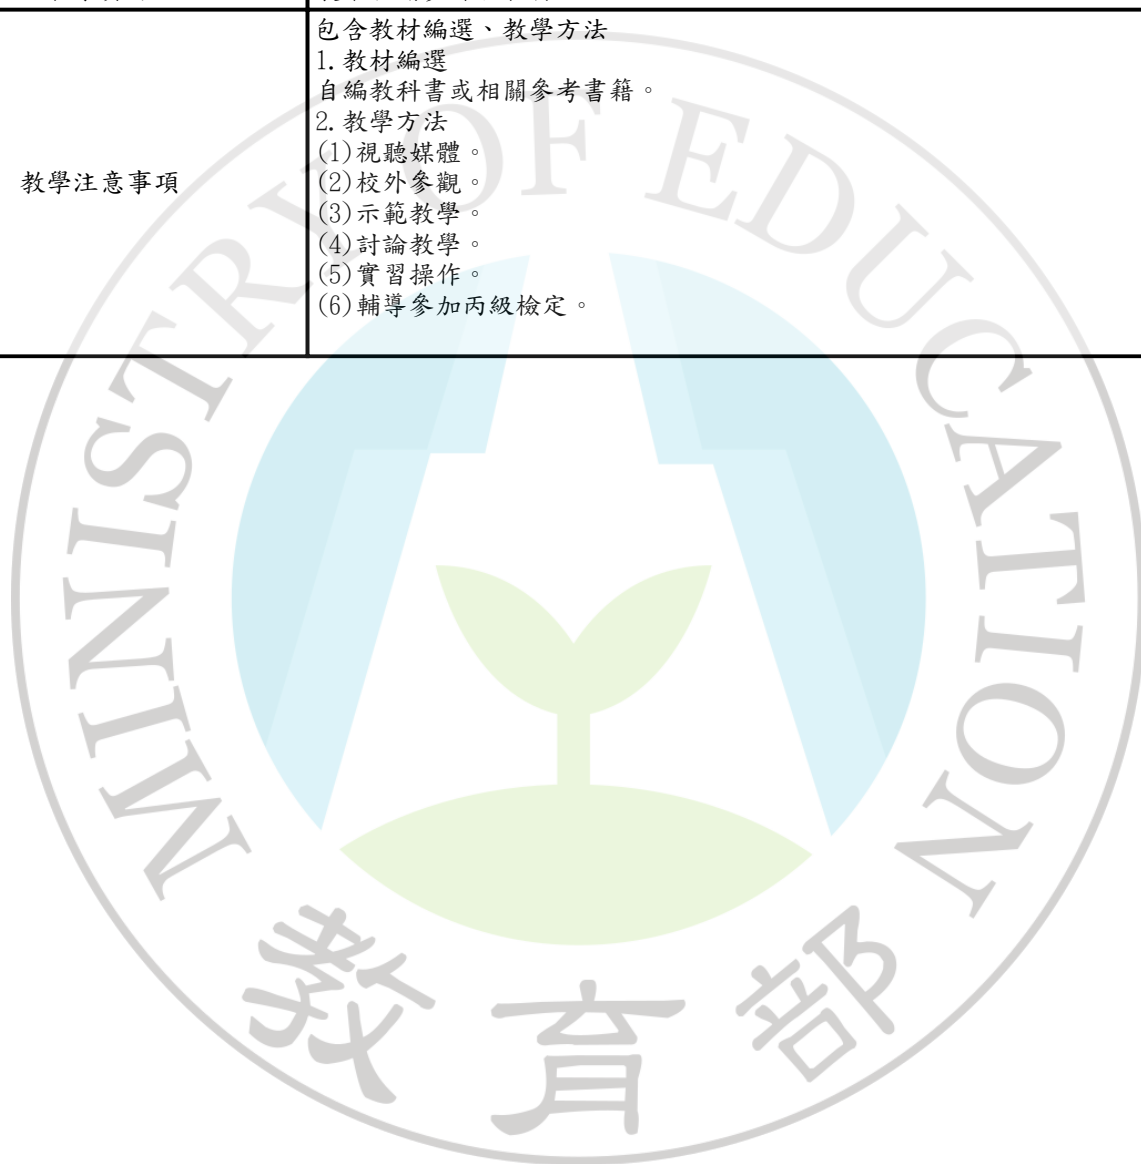 包含教材編選、教學方法
1.教材編選
自編教科書或相關參考書籍。
2.教學方法
(1)視聽媒體。
教學注意事項
(2)校外參觀。
(3)示範教學。
(4)討論教學。
(5)實習操作。
(6)輔導參加丙級檢定。
MINISTRY OF EDUCATION
教育部